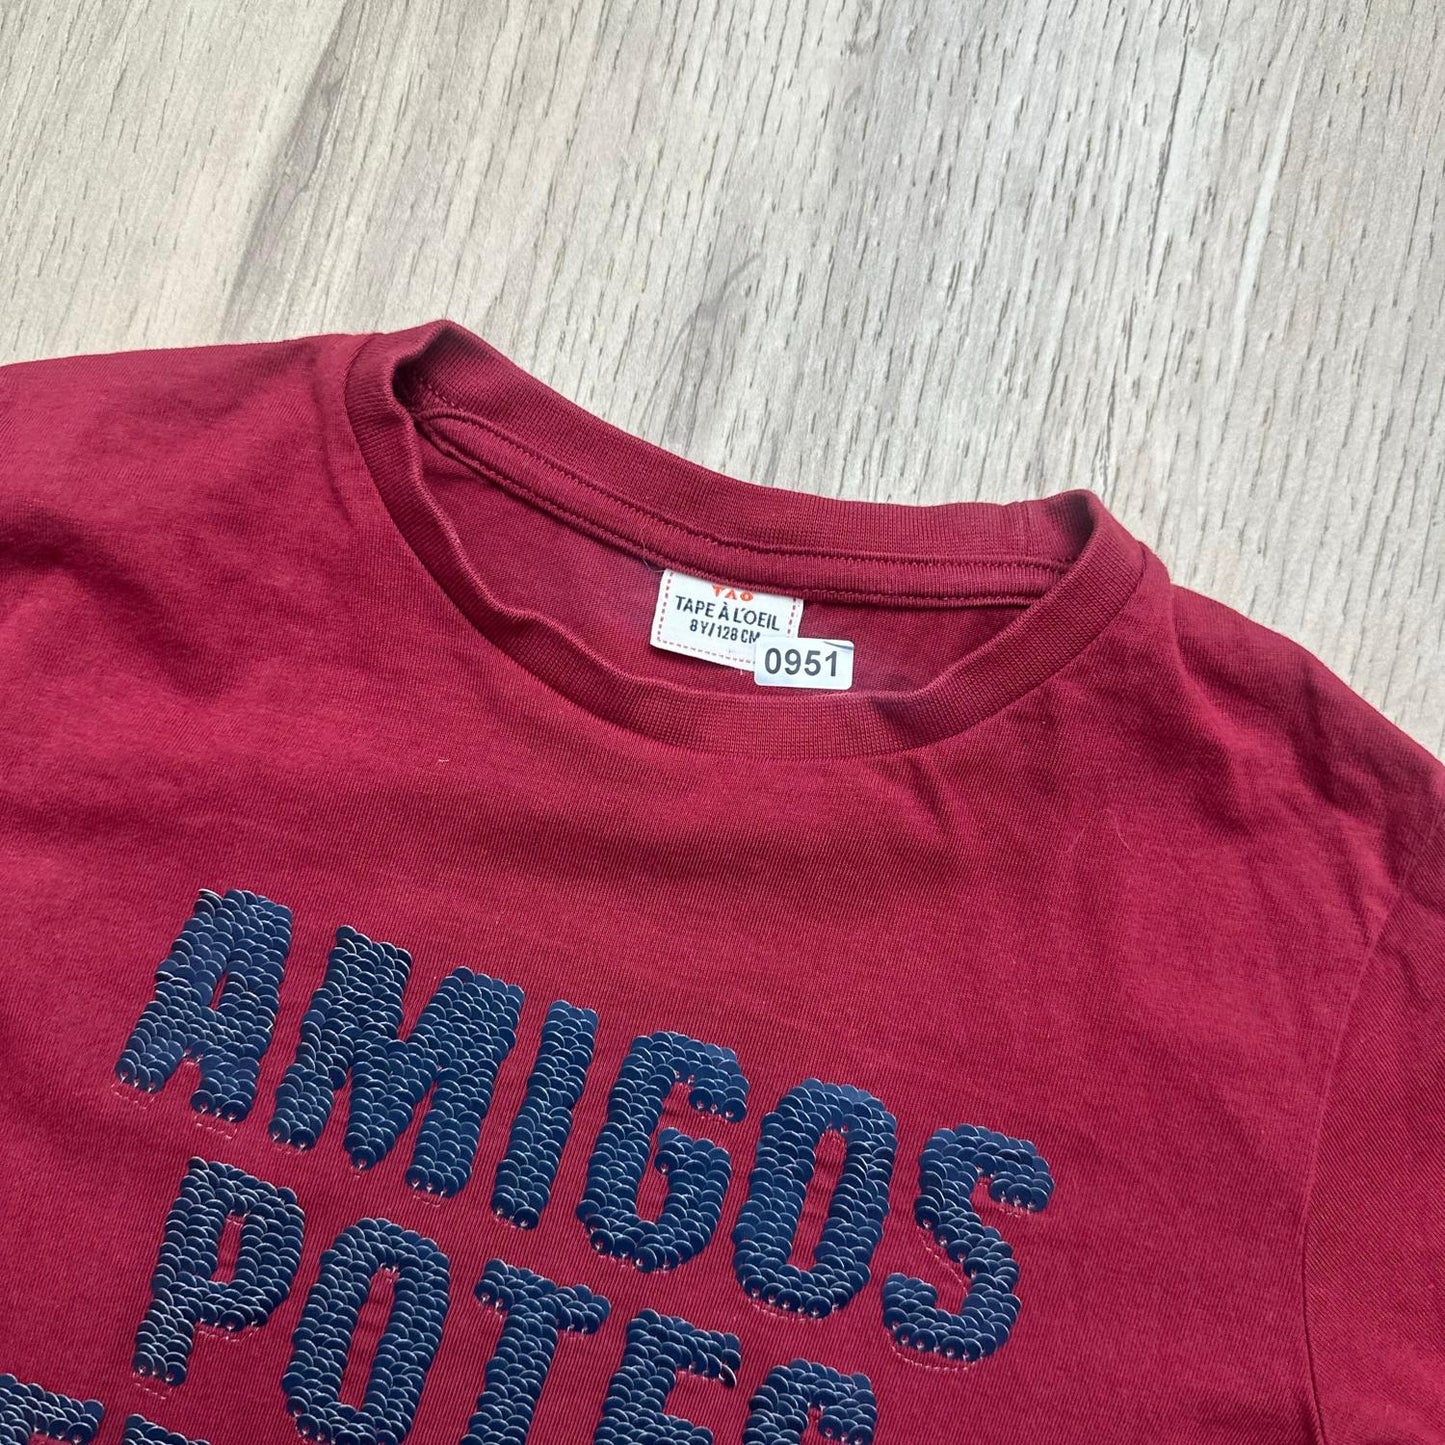 TAO
TAPE À L'OEIL
8Y/128 CM
0951
AMIGOS
POTES